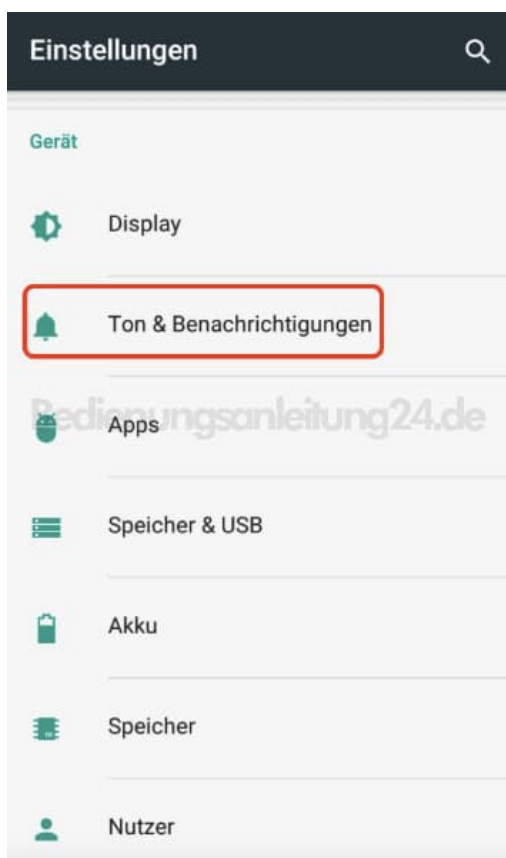 Einstellungen
Gerät
Display
Ton & Benachrichtigungen
Bedienungsanleitung24.de
Apps
Speicher & USB
Akku
Speicher
Nutzer